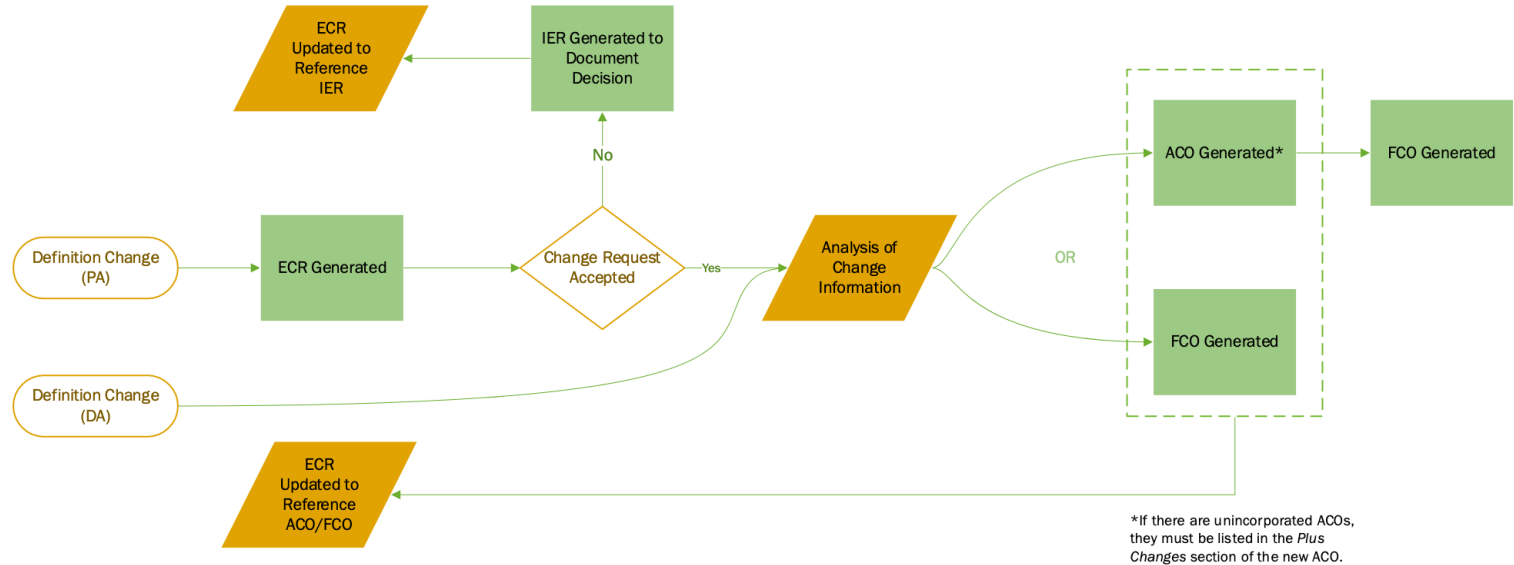 ECR
Updated to
Reference
IER
IER Generated to
Document
Decision
No
ACO Generated*
FCO Generated
Definition Change
(PA)
ECR Generated
Change Request
Accepted
Yes
Analysis of
Change
Information
OR
FCO Generated
Definition Change
(DA)
ECR
Updated to
Reference
ACO/FCO
*If there are unincorporated ACOs,
they must be listed in the Plus
Changes section of the new ACO.